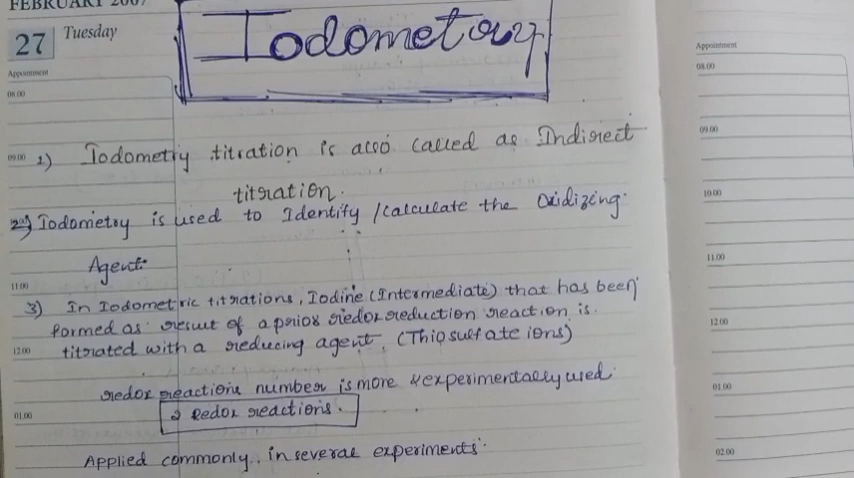 FEBRUARY 2007
27 Tuesday
Iodometry
Appointment
08.00
09.00 1) Iodometry titration is also called as Indirect
titration.
2) Iodometry is used to Identify / calculate the Oxidizing
Agent.
11.00
3) In Iodometric titrations, Iodine (Intermediate) that has been
formed as result of a prior redox reduction reaction is
12.00 titrated with a reducing agent. (Thiosulfate ions)
redox reactions number is more & experimentally used.
01.00 2 Redox reactions.
Applied commonly in several experiments.
Appointment
08.00
09.00
10.00
11.00
12.00
01.00
02.00